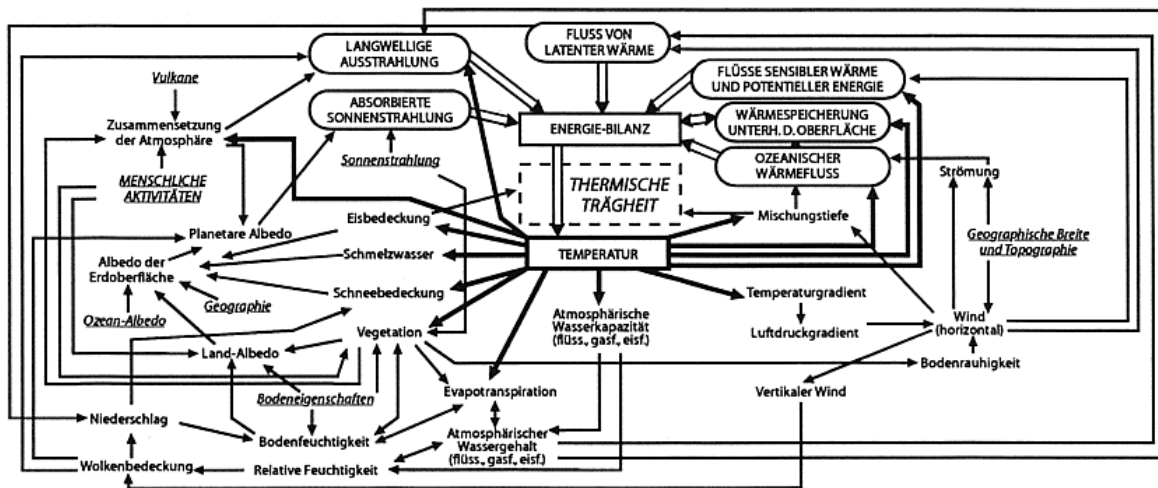 LANGWELLIGE
AUSSTRAHLUNG
FLUSS VON
LATENTER WÄRME
Vulkane
FLÜSSE SENSIBLER WÄRME
UND POTENTIELLER ENERGIE
ABSORBIERTE
SONNENSTRAHLUNG
Zusammensetzung
der Atmosphäre
ENERGIE-BILANZ
WÄRMESPEICHERUNG
UNTERH. D. OBERFLÄCHE
Sonnenstrahlung
OZEANISCHER
WÄRMEFLUSS
Strömung
MENSCHLICHE
AKTIVITÄTEN
THERMISCHE
TRÄGHEIT
Eisbedeckung
Mischungstiefe
Planetare Albedo
Geographische Breite
und Topographie
Schmelzwasser
TEMPERATUR
Albedo der
Erdoberfläche
Schneebedeckung
Temperaturgradient
Geographie
Ozean-Albedo
Atmosphärische
Wasserkapazität
(flüss., gasf., eisf.)
Vegetation
Luftdruckgradient
Wind
(horizontal)
Land-Albedo
Bodenrauhigkeit
Evapotranspiration
Vertikaler Wind
Bodeneigenschaften
Niederschlag
Bodenfeuchtigkeit
Atmosphärischer
Wassergehalt
(flüss., gasf., eisf.)
Wolkenbedeckung
Relative Feuchtigkeit